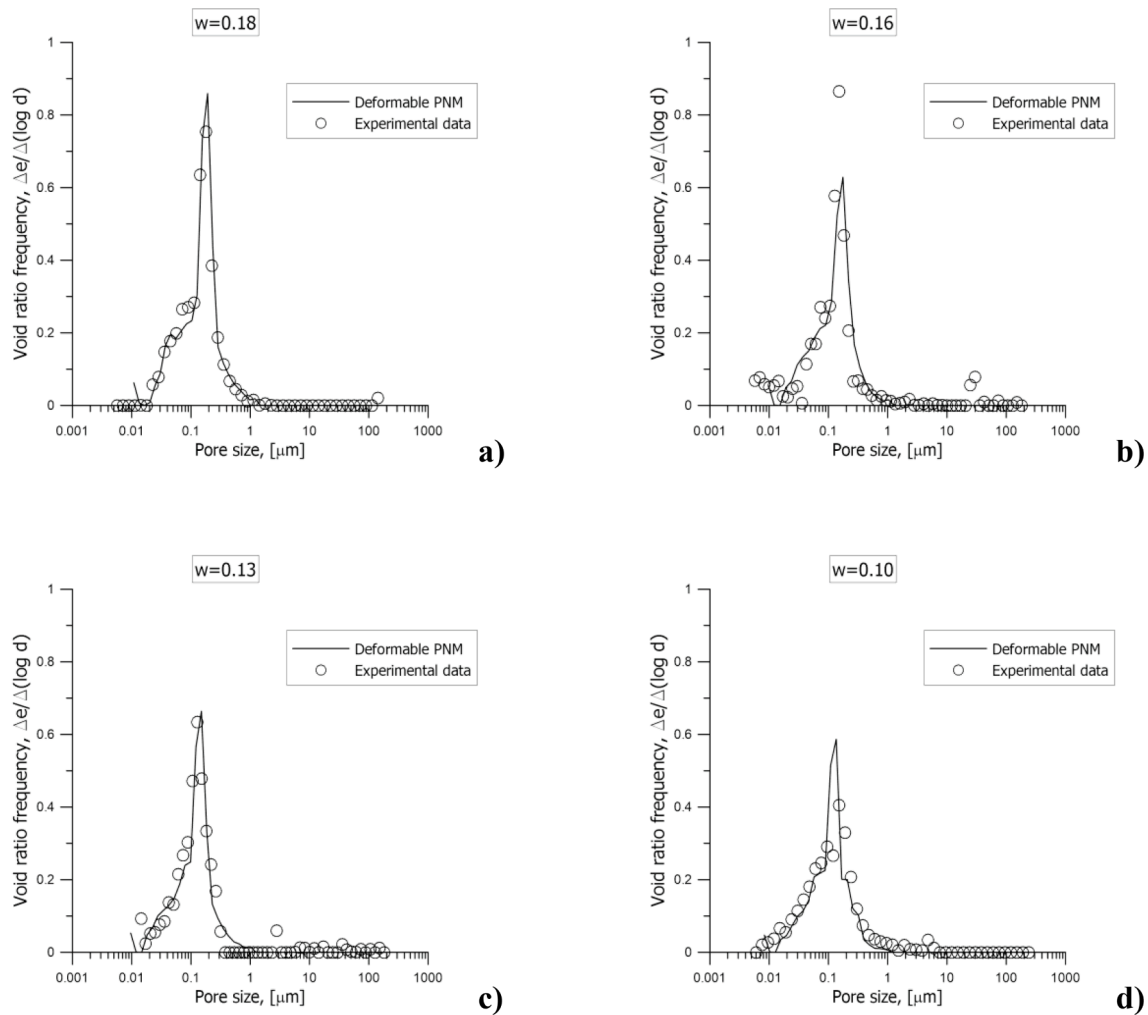 w=0.18
1
0.8
0.6
0.4
0.2
0
Void ratio frequency, Δe/Δ(log d)
Deformable PNM
Experimental data
0.001 0.01 0.1 1 10 100 1000
Pore size, [μm]
a)
w=0.16
1
0.8
0.6
0.4
0.2
0
Void ratio frequency, Δe/Δ(log d)
Deformable PNM
Experimental data
0.001 0.01 0.1 1 10 100 1000
Pore size, [μm]
b)
w=0.13
1
0.8
0.6
0.4
0.2
0
Void ratio frequency, Δe/Δ(log d)
Deformable PNM
Experimental data
0.001 0.01 0.1 1 10 100 1000
Pore size, [μm]
c)
w=0.10
1
0.8
0.6
0.4
0.2
0
Void ratio frequency, Δe/Δ(log d)
Deformable PNM
Experimental data
0.001 0.01 0.1 1 10 100 1000
Pore size, [μm]
d)